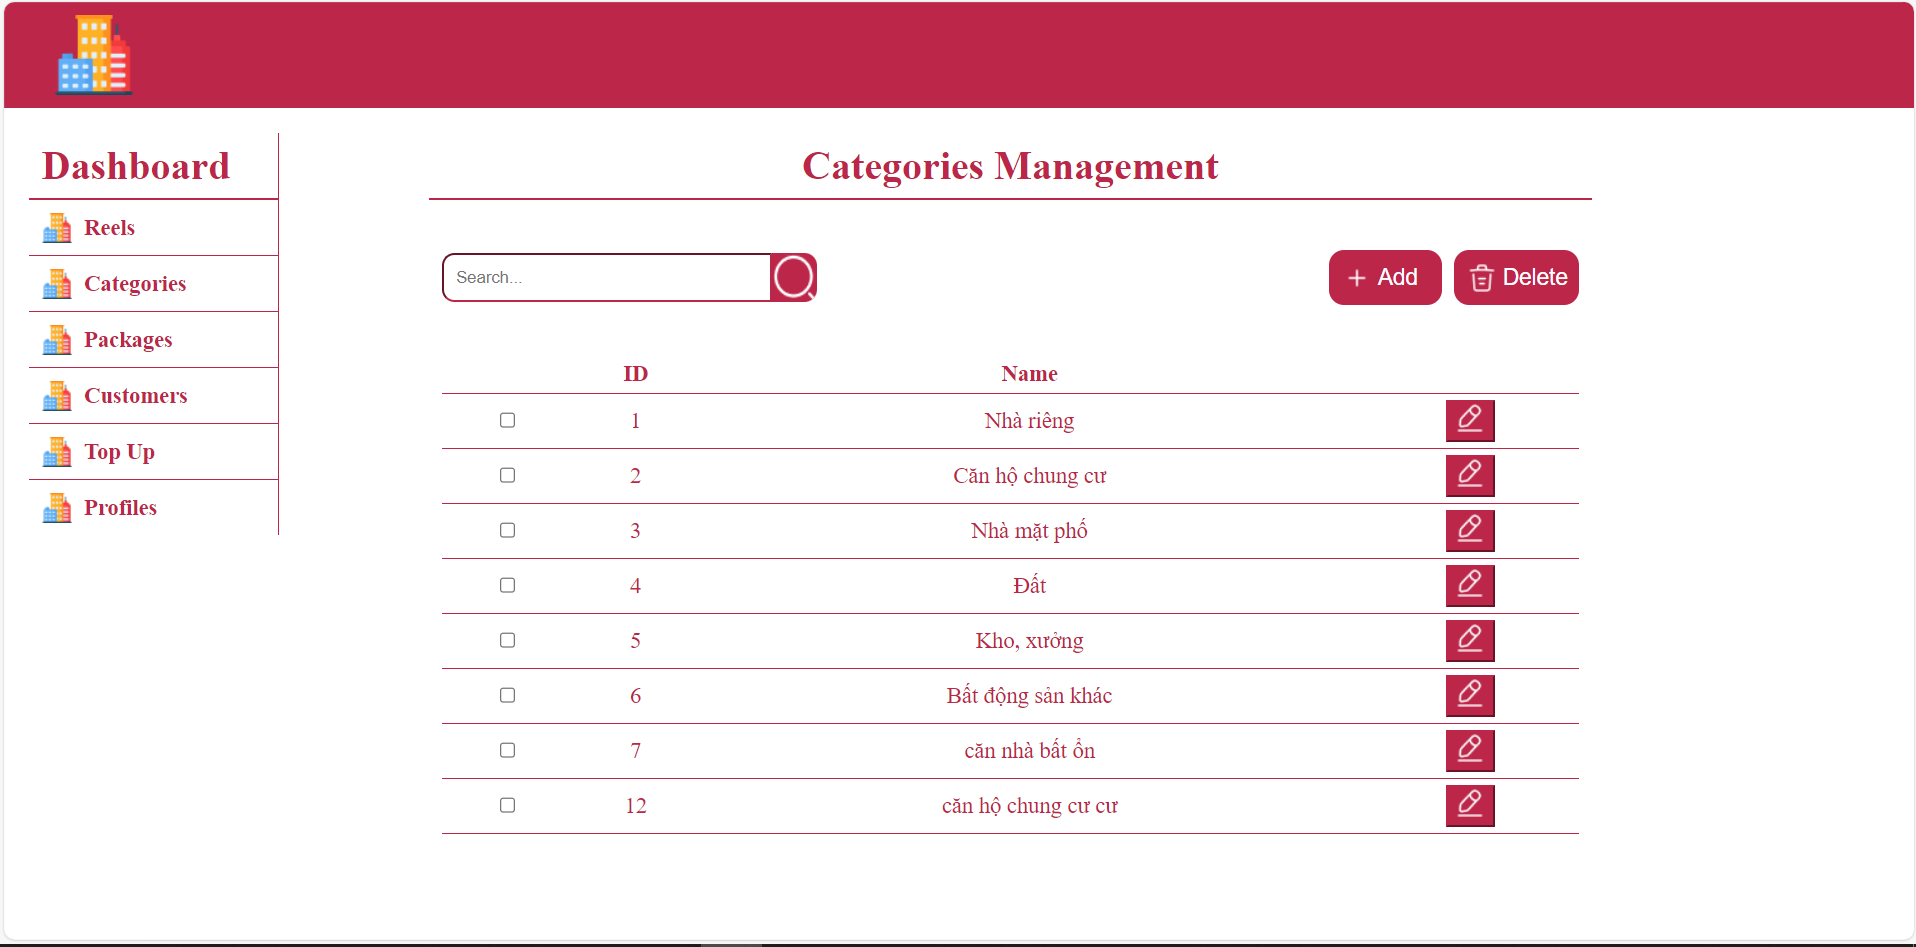 Dashboard
Reels
Categories
Packages
Customers
Top Up
Profiles
Categories Management
Search...
Add
Delete
ID Name
1 Nhà riêng
2 Căn hộ chung cư
3 Nhà mặt phố
4 Đất
5 Kho, xưởng
6 Bất động sản khác
7 căn nhà bất ổn
12 căn hộ chung cư cư